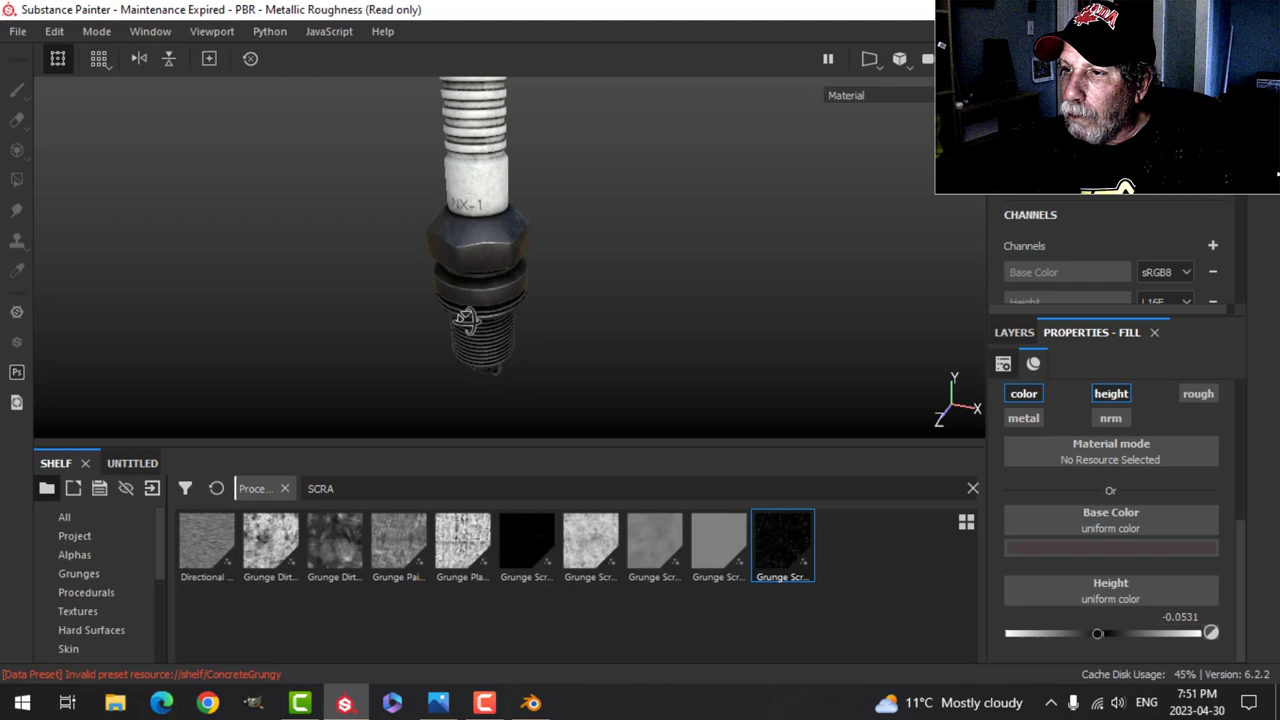 Substance Painter - Maintenance Expired - PBR - Metallic Roughness (Read only)
File Edit Mode Window Viewport Python JavaScript Help
Material
CANADA
NX-1
CHANNELS
Channels
Base Color sRGB8
Height L16F
LAYERS PROPERTIES - FILL
color height rough
metal nrm
Material mode
No Resource Selected
Or
Base Color
uniform color
Height
uniform color
-0.0531
Y
X
Z
SHELF UNTITLED
Proce... SCRA
All
Project
Alphas
Grunges
Procedurals
Textures
Hard Surfaces
Skin
Directional ... Grunge Dirt... Grunge Dirt... Grunge Pai... Grunge Pla... Grunge Scr... Grunge Scr... Grunge Scr... Grunge Scr... Grunge Scr...
[Data Preset] Invalid preset resource://shelf/ConcreteGrungy
Cache Disk Usage: 45% | Version: 6.2.2
Ps
11°C Mostly cloudy
ENG
7:51 PM
2023-04-30